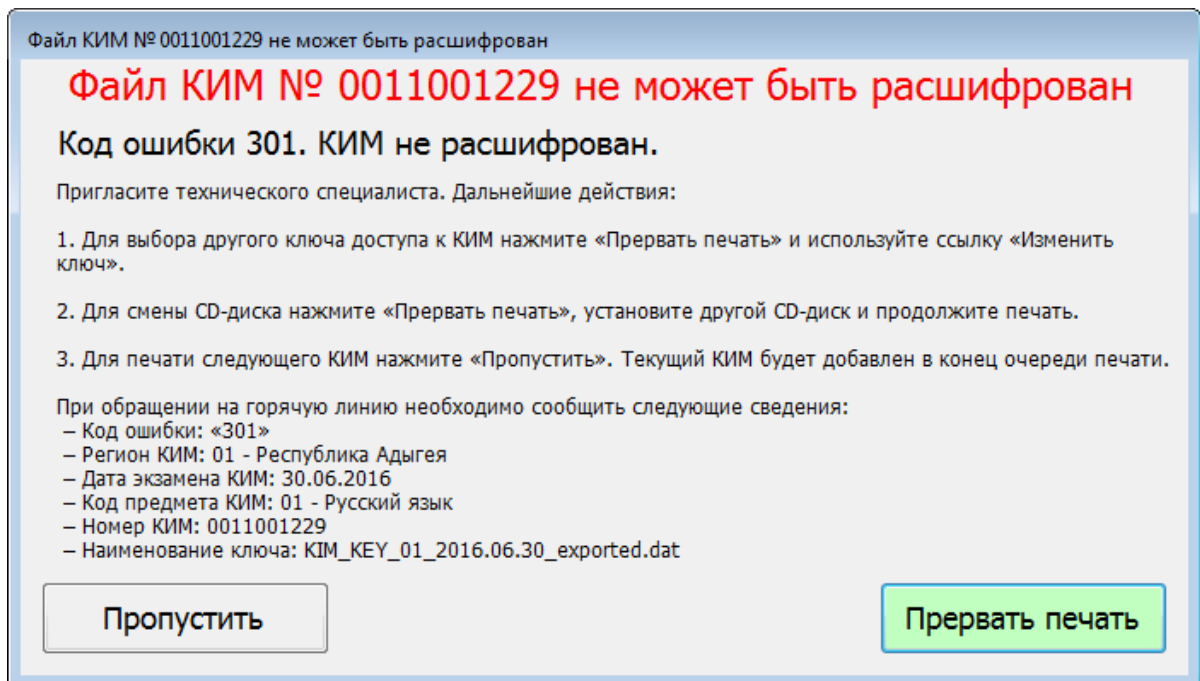 Файл КИМ № 0011001229 не может быть расшифрован
Файл КИМ № 0011001229 не может быть расшифрован
Код ошибки 301. КИМ не расшифрован.
Пригласите технического специалиста. Дальнейшие действия:
1. Для выбора другого ключа доступа к КИМ нажмите «Прервать печать» и используйте ссылку «Изменить
ключ».
2. Для смены CD-диска нажмите «Прервать печать», установите другой CD-диск и продолжите печать.
3. Для печати следующего КИМ нажмите «Пропустить». Текущий КИМ будет добавлен в конец очереди печати.
При обращении на горячую линию необходимо сообщить следующие сведения:
– Код ошибки: «301»
– Регион КИМ: 01 - Республика Адыгея
– Дата экзамена КИМ: 30.06.2016
– Код предмета КИМ: 01 - Русский язык
– Номер КИМ: 0011001229
– Наименование ключа: KIM_KEY_01_2016.06.30_exported.dat
Пропустить
Прервать печать